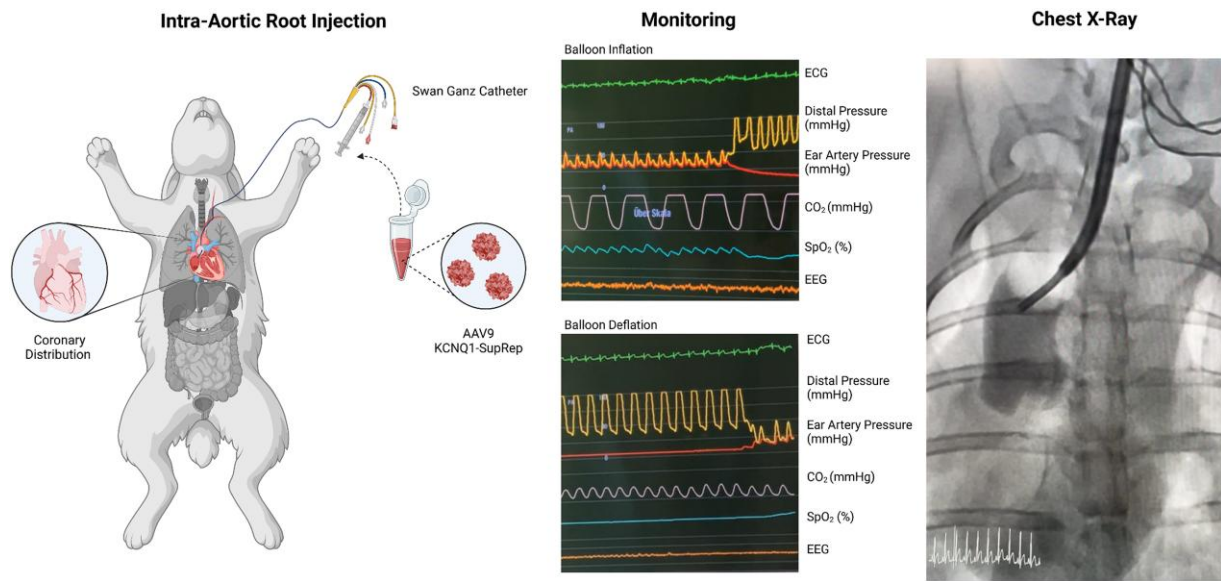 Intra-Aortic Root Injection
Swan Ganz Catheter
Coronary
Distribution
AAV9
KCNQ1-SupRep
Monitoring
Balloon Inflation
ECG
Distal Pressure
(mmHg)
Ear Artery Pressure
(mmHg)
CO₂ (mmHg)
Über Skala
SpO₂ (%)
EEG
Balloon Deflation
ECG
Distal Pressure
(mmHg)
Ear Artery Pressure
(mmHg)
CO₂ (mmHg)
SpO₂ (%)
EEG
Chest X-Ray